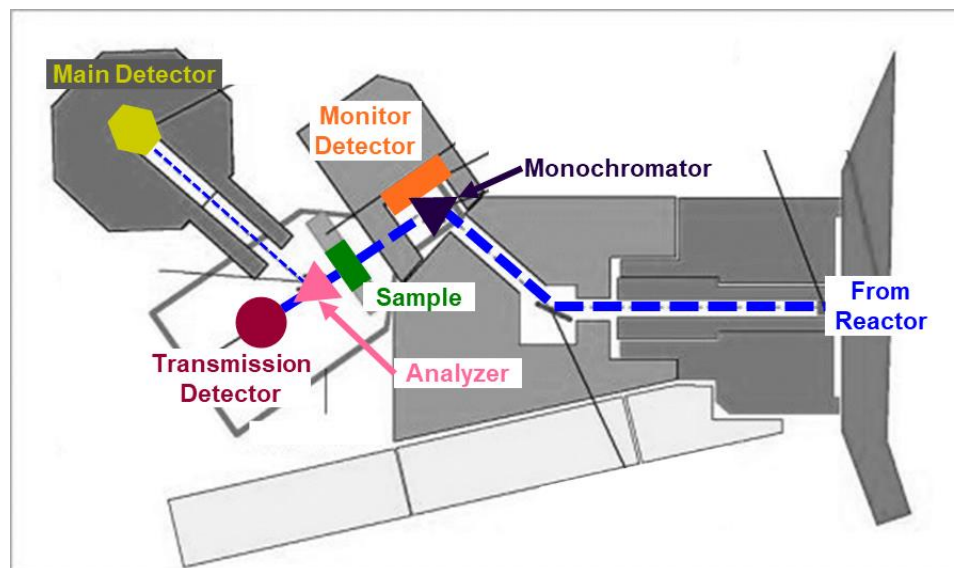 Main Detector
Monitor
Detector
Monochromator
From
Reactor
Sample
Transmission
Detector
Analyzer